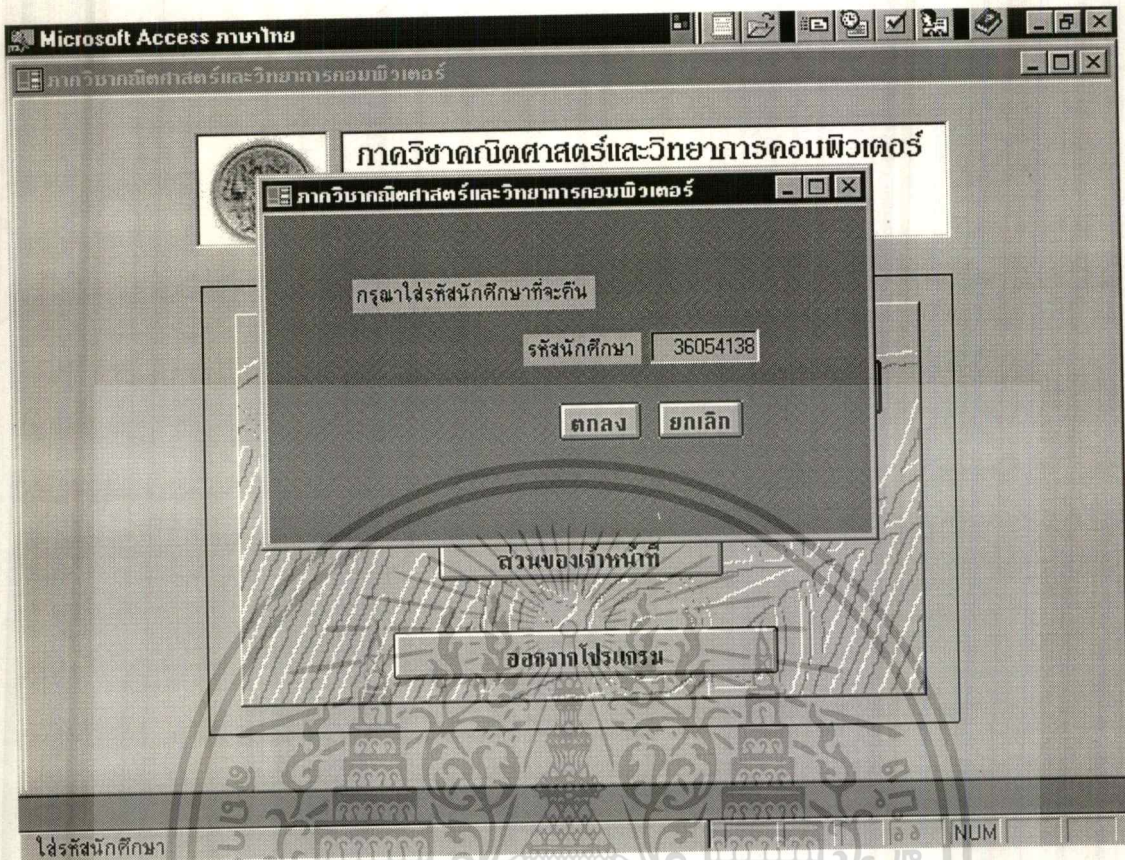 Microsoft Access ภาษาไทย
ภาควิชาคณิตศาสตร์และวิทยาการคอมพิวเตอร์
ภาควิชาคณิตศาสตร์และวิทยาการคอมพิวเตอร์
ภาควิชาคณิตศาสตร์และวิทยาการคอมพิวเตอร์
กรุณาใส่รหัสนักศึกษาที่จะค้น
รหัสนักศึกษา 36054138
ตกลง ยกเลิก
ส่วนของเจ้าหน้าที่
ออกจากโปรแกรม
ใส่รหัสนักศึกษา NUM